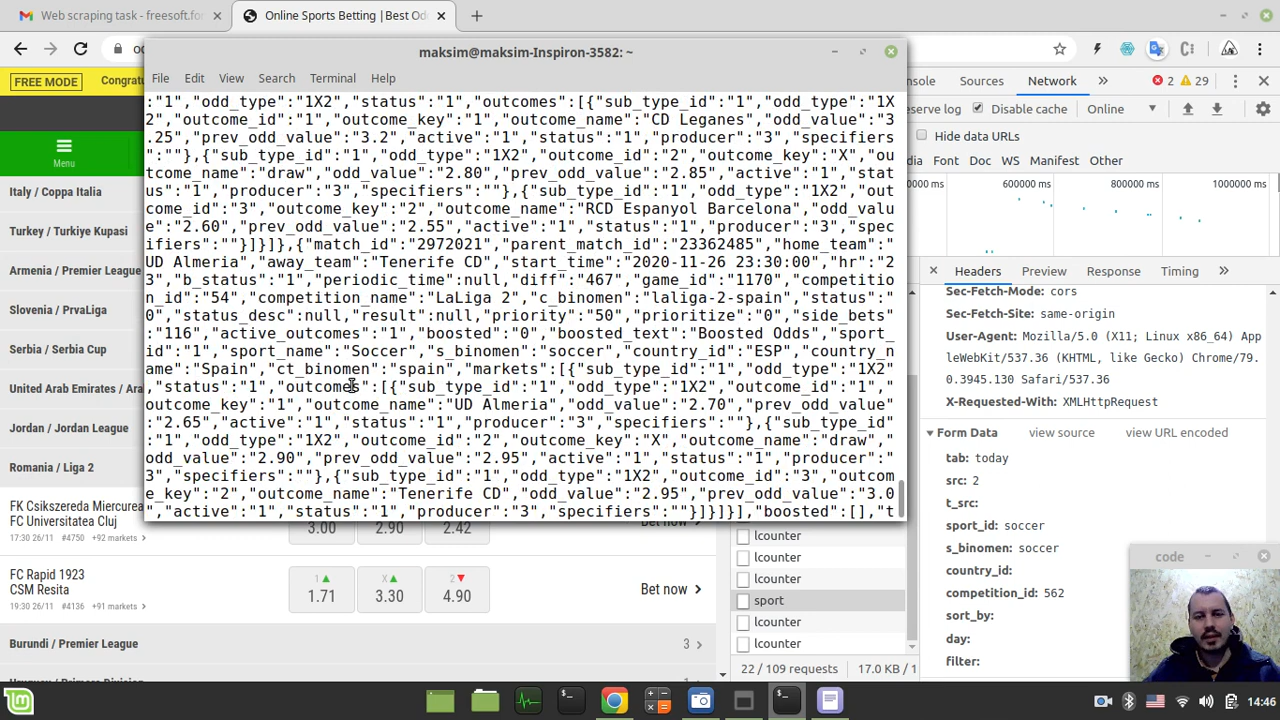 Web scraping task - freesoft.for
Online Sports Betting | Best Od
maksim@maksim-Inspiron-3582: ~
FREE MODE
Congratu
File Edit View Search Terminal Help
:"1","odd_type":"1X2","status":"1","outcomes":[{"sub_type_id":"1","odd_type":"1X
2","outcome_id":"1","outcome_key":"1","outcome_name":"CD Leganes","odd_value":"3
.25","prev_odd_value":"3.2","active":"1","status":"1","producer":"3","specifiers
":""},{"sub_type_id":"1","odd_type":"1X2","outcome_id":"2","outcome_key":"X","ou
tcome_name":"draw","odd_value":"2.80","prev_odd_value":"2.85","active":"1","stat
us":"1","producer":"3","specifiers":""},{"sub_type_id":"1","odd_type":"1X2","out
come_id":"3","outcome_key":"2","outcome_name":"RCD Espanyol Barcelona","odd_valu
e":"2.60","prev_odd_value":"2.55","active":"1","status":"1","producer":"3","spec
ifiers":""}]}]},{"match_id":"2972021","parent_match_id":"23362485","home_team":"
UD Almeria","away_team":"Tenerife CD","start_time":"2020-11-26 23:30:00","hr":"2
3","b_status":"1","periodic_time":null,"diff":"467","game_id":"1170","competitio
n_id":"54","competition_name":"LaLiga 2","c_binomen":"laliga-2-spain","status":"
0","status_desc":null,"result":null,"priority":"50","prioritize":"0","side_bets"
:"116","active_outcomes":"1","boosted":"0","boosted_text":"Boosted Odds","sport_
id":"1","sport_name":"Soccer","s_binomen":"soccer","country_id":"ESP","country_n
ame":"Spain","ct_binomen":"spain","markets":[{"sub_type_id":"1","odd_type":"1X2"
,"status":"1","outcomes":[{"sub_type_id":"1","odd_type":"1X2","outcome_id":"1","
outcome_key":"1","outcome_name":"UD Almeria","odd_value":"2.70","prev_odd_value"
:"2.65","active":"1","status":"1","producer":"3","specifiers":""},{"sub_type_id"
:"1","odd_type":"1X2","outcome_id":"2","outcome_key":"X","outcome_name":"draw","
odd_value":"2.90","prev_odd_value":"2.95","active":"1","status":"1","producer":"
3","specifiers":""},{"sub_type_id":"1","odd_type":"1X2","outcome_id":"3","outcom
e_key":"2","outcome_name":"Tenerife CD","odd_value":"2.95","prev_odd_value":"3.0
","active":"1","status":"1","producer":"3","specifiers":""}]}]}],"boosted":[],"t
Menu
Italy / Coppa Italia
Turkey / Turkiye Kupasi
Armenia / Premier League
Slovenia / PrvaLiga
Serbia / Serbia Cup
United Arab Emirates / Ara
Jordan / Jordan League
Romania / Liga 2
FK Csikszereda Miercurea
FC Universitatea Cluj
17:30 26/11 #4750 +92 markets
3.00 2.90 2.42
Bet now
FC Rapid 1923
CSM Resita
19:30 26/11 #4136 +91 markets
1 X 2
1.71 3.30 4.90
Bet now
Burundi / Premier League
3
nsole Sources Network 2 29
serve log Disable cache Online
Hide data URLs
dia Font Doc WS Manifest Other
00000 ms 600000 ms 800000 ms 1000000 ms
Headers Preview Response Timing
Sec-Fetch-Mode: cors
Sec-Fetch-Site: same-origin
User-Agent: Mozilla/5.0 (X11; Linux x86_64) App
leWebKit/537.36 (KHTML, like Gecko) Chrome/79.
0.3945.130 Safari/537.36
X-Requested-With: XMLHttpRequest
Form Data view source view URL encoded
tab: today
src: 2
t_src:
sport_id: soccer
s_binomen: soccer
country_id:
competition_id: 562
sort_by:
day:
filter:
lcounter
lcounter
lcounter
sport
lcounter
lcounter
22 / 109 requests 17.0 KB / 1
code
14:46